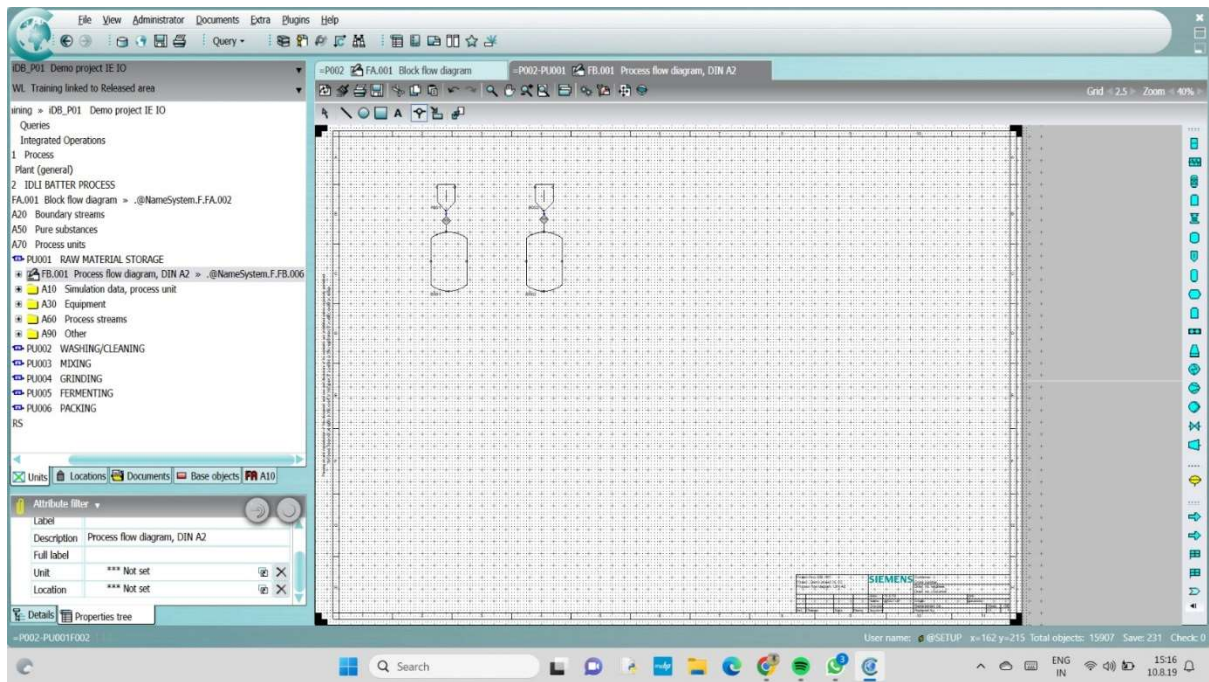 File View Administrator Documents Extra Plugins Help
Query
iDB_P01 Demo project IE IO
WL Training linked to Released area
ining » iDB_P01 Demo project IE IO
Queries
Integrated Operations
1 Process
Plant (general)
2 IDLI BATTER PROCESS
FA.001 Block flow diagram » .@NameSystem.F.FA.002
A20 Boundary streams
A50 Pure substances
A70 Process units
PU001 RAW MATERIAL STORAGE
FB.001 Process flow diagram, DIN A2 » .@NameSystem.F.FB.006
A10 Simulation data, process unit
A30 Equipment
A60 Process streams
A90 Other
PU002 WASHING/CLEANING
PU003 MIXING
PU004 GRINDING
PU005 FERMENTING
PU006 PACKING
RS
Units Locations Documents Base objects FA A10
Attribute filter
Label
Description Process flow diagram, DIN A2
Full label
Unit *** Not set
Location *** Not set
Details Properties tree
=P002 FA.001 Block flow diagram
=P002-PU001 FB.001 Process flow diagram, DIN A2
Grid 2.5 Zoom 40%
A
SIEMENS
=P002-PU001F002
User name: @SETUP x=162 y=215 Total objects: 15907 Save: 231 Check: 0
Search
ENG
IN
15:16
10.8.19